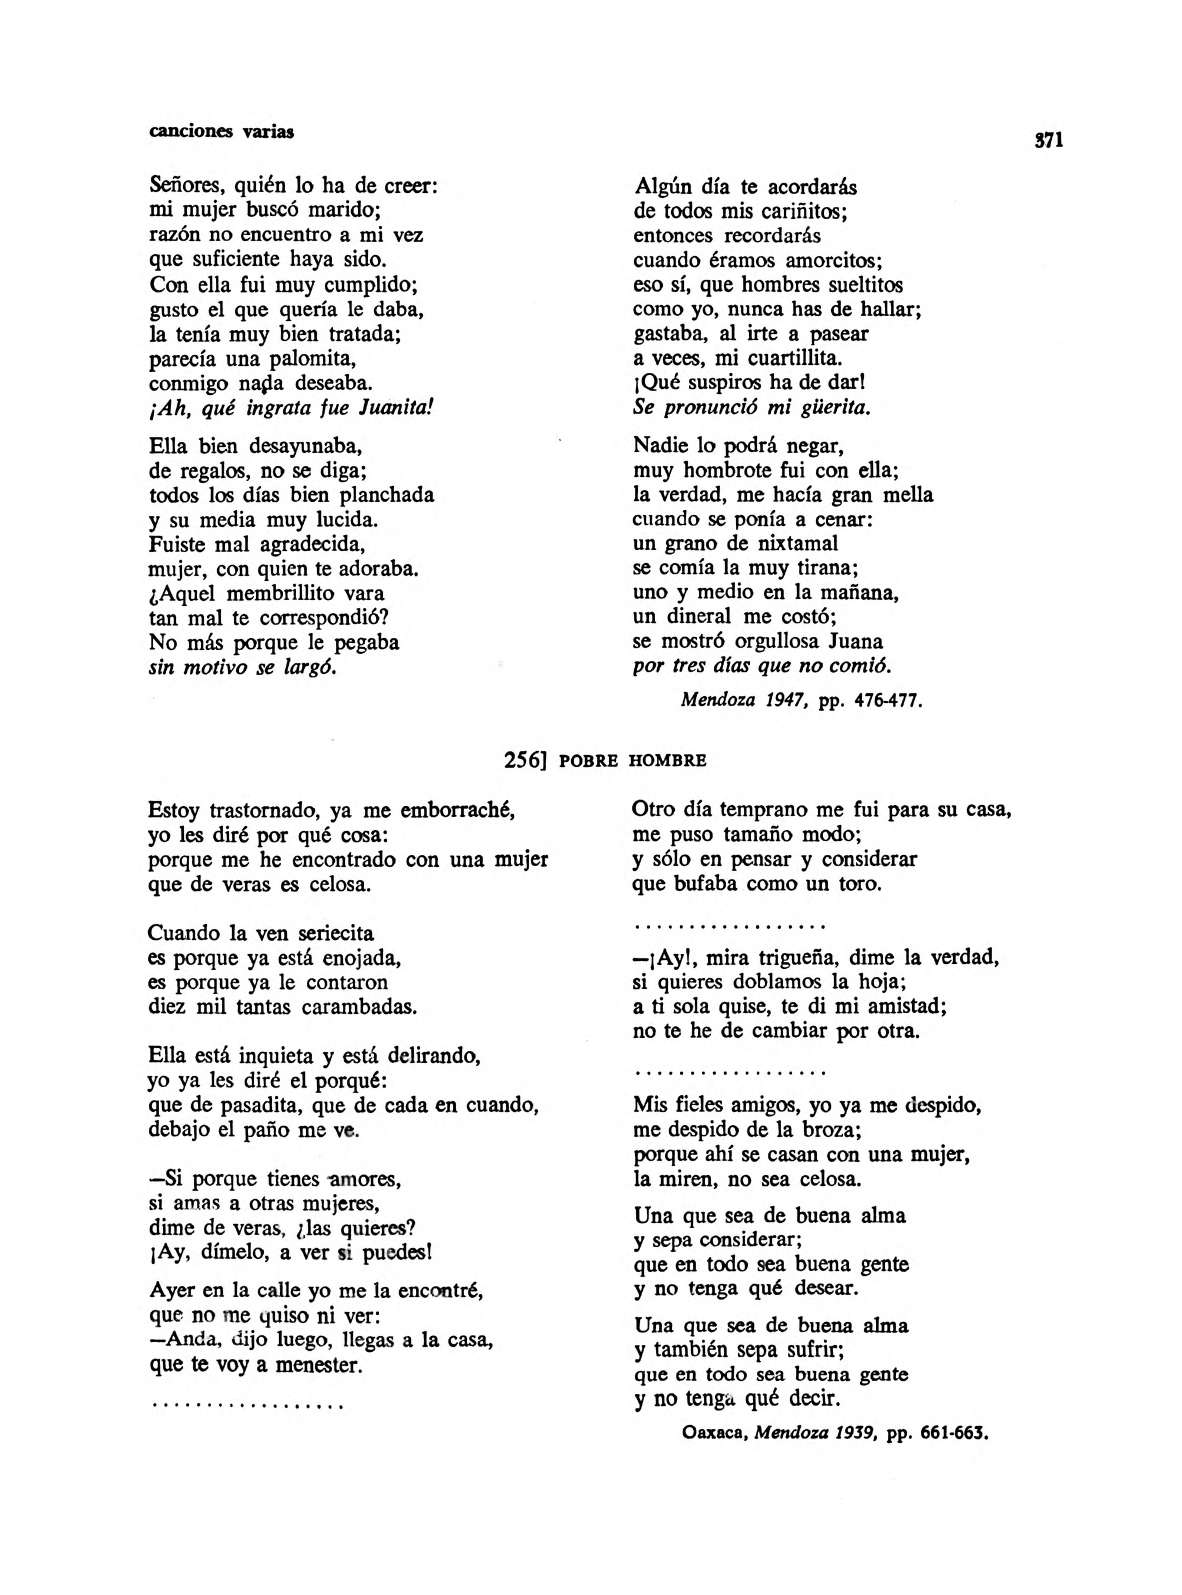 canciones varias
371
Señores, quién lo ha de creer:
mi mujer buscó marido;
razón no encuentro a mi vez
que suficiente haya sido.
Con ella fui muy cumplido;
gusto el que quería le daba,
la tenía muy bien tratada;
parecía una palomita,
conmigo nada deseaba.
¡Ah, qué ingrata fue Juanita!
Ella bien desayunaba,
de regalos, no se diga;
todos los días bien planchada
y su media muy lucida.
Fuiste mal agradecida,
mujer, con quien te adoraba.
¿Aquel membrillito vara
tan mal te correspondió?
No más porque le pegaba
sin motivo se largó.
Algún día te acordarás
de todos mis cariñitos;
entonces recordarás
cuando éramos amorcitos;
eso sí, que hombres sueltitos
como yo, nunca has de hallar;
gastaba, al irte a pasear
a veces, mi cuartillita.
¡Qué suspiros ha de dar!
Se pronunció mi güerita.
Nadie lo podrá negar,
muy hombrote fui con ella;
la verdad, me hacía gran mella
cuando se ponía a cenar:
un grano de nixtamal
se comía la muy tirana;
uno y medio en la mañana,
un dineral me costó;
se mostró orgullosa Juana
por tres días que no comió.
Mendoza 1947, pp. 476-477.
256] POBRE HOMBRE
Estoy trastornado, ya me emborraché,
yo les diré por qué cosa:
porque me he encontrado con una mujer
que de veras es celosa.
Cuando la ven seriecita
es porque ya está enojada,
es porque ya le contaron
diez mil tantas carambadas.
Ella está inquieta y está delirando,
yo ya les diré el porqué:
que de pasadita, que de cada en cuando,
debajo el paño me ve.
—Si porque tienes amores,
si amas a otras mujeres,
dime de veras, ¿las quieres?
¡Ay, dímelo, a ver si puedes!
Ayer en la calle yo me la encontré,
que no me quiso ni ver:
—Anda, dijo luego, llegas a la casa,
que te voy a menester.
..................
Otro día temprano me fui para su casa,
me puso tamaño modo;
y sólo en pensar y considerar
que bufaba como un toro.
..................
—¡Ay!, mira trigueña, dime la verdad,
si quieres doblamos la hoja;
a ti sola quise, te di mi amistad;
no te he de cambiar por otra.
..................
Mis fieles amigos, yo ya me despido,
me despido de la broza;
porque ahí se casan con una mujer,
la miren, no sea celosa.
Una que sea de buena alma
y sepa considerar;
que en todo sea buena gente
y no tenga qué desear.
Una que sea de buena alma
y también sepa sufrir;
que en todo sea buena gente
y no tenga qué decir.
Oaxaca, Mendoza 1939, pp. 661-663.